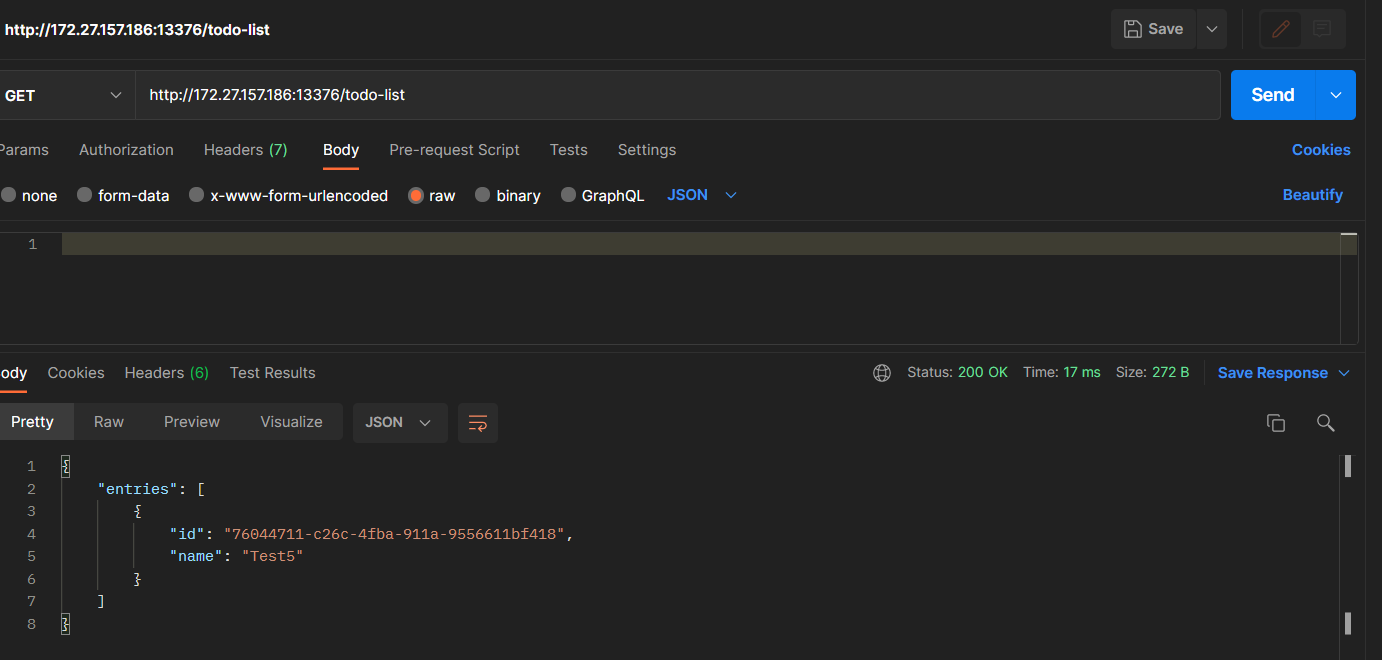 http://172.27.157.186:13376/todo-list Save
GET http://172.27.157.186:13376/todo-list Send
Params Authorization Headers (7) Body Pre-request Script Tests Settings Cookies
none form-data x-www-form-urlencoded raw binary GraphQL JSON Beautify
1
ody Cookies Headers (6) Test Results Status: 200 OK Time: 17 ms Size: 272 B Save Response
Pretty Raw Preview Visualize JSON
1 {
2 "entries": [
3 {
4 "id": "76044711-c26c-4fba-911a-9556611bf418",
5 "name": "Test5"
6 }
7 ]
8 }